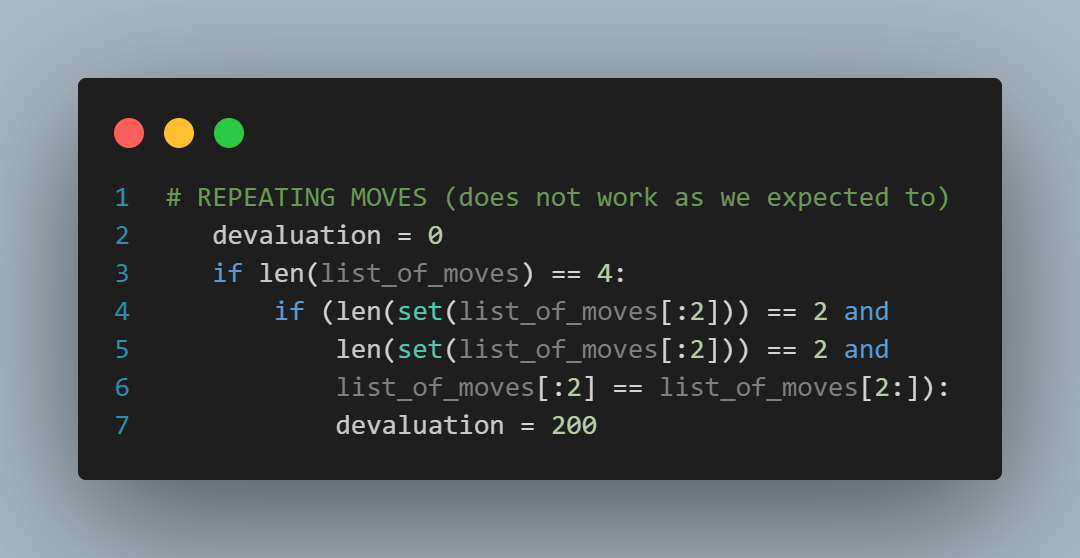 1 # REPEATING MOVES (does not work as we expected to)
2    devaluation = 0
3    if len(list_of_moves) == 4:
4        if (len(set(list_of_moves[:2])) == 2 and
5            len(set(list_of_moves[:2])) == 2 and
6            list_of_moves[:2] == list_of_moves[2:]):
7            devaluation = 200